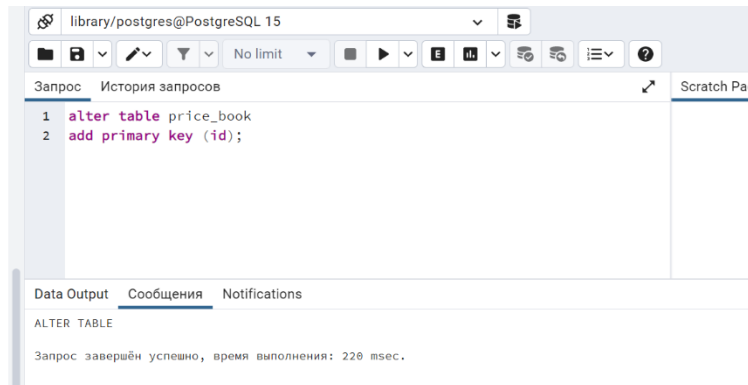 library/postgres@PostgreSQL 15
No limit
E
Запрос История запросов
Scratch Pa
1 alter table price_book
2 add primary key (id);
Data Output Сообщения Notifications
ALTER TABLE
Запрос завершён успешно, время выполнения: 220 msec.